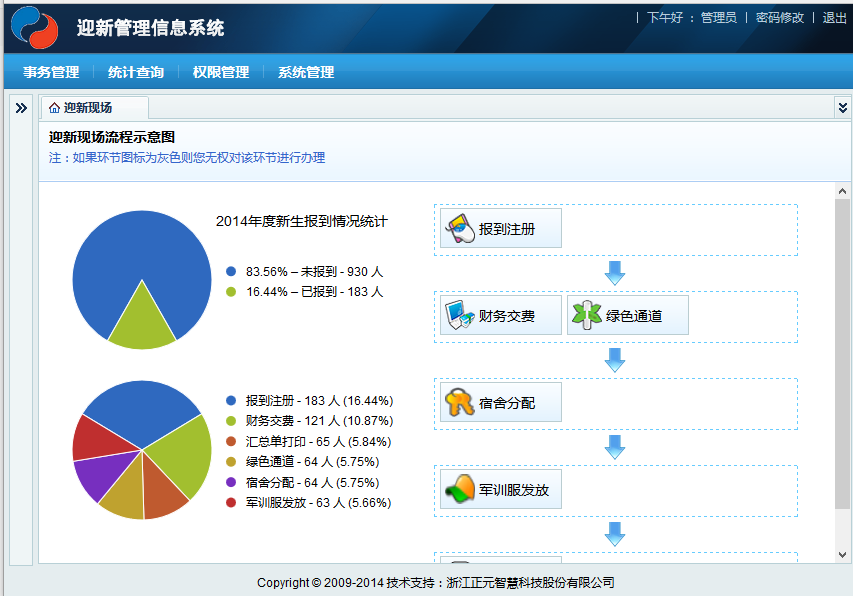 迎新管理信息系统
| 下午好 : 管理员 | 密码修改 | 退出
事务管理 统计查询 权限管理 系统管理
迎新现场
迎新现场流程示意图
注：如果环节图标为灰色则您无权对该环节进行办理
2014年度新生报到情况统计
83.56% – 未报到 - 930 人
16.44% – 已报到 - 183 人
报到注册 - 183 人 (16.44%)
财务交费 - 121 人 (10.87%)
汇总单打印 - 65 人 (5.84%)
绿色通道 - 64 人 (5.75%)
宿舍分配 - 64 人 (5.75%)
军训服发放 - 63 人 (5.66%)
报到注册
财务交费 绿色通道
宿舍分配
军训服发放
Copyright © 2009-2014 技术支持：浙江正元智慧科技股份有限公司